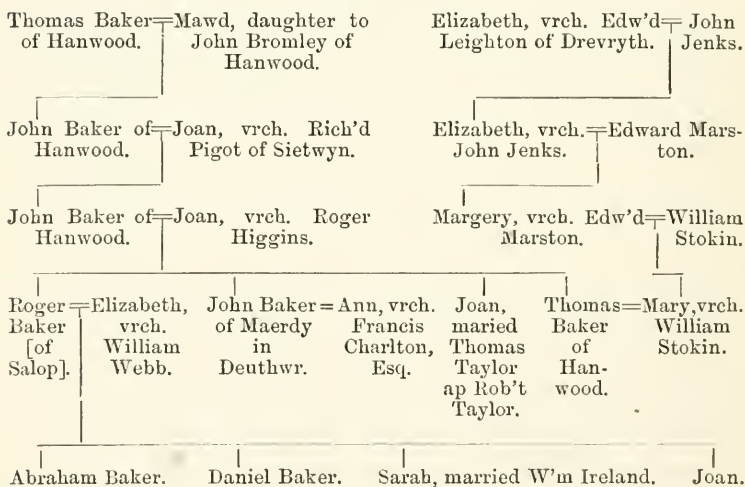 Thomas Baker=Mawd, daughter to
of Hanwood. John Bromley of
Hanwood.
Elizabeth, vrch. Edw'd= John
Leighton of Drevryth. Jenks.
John Baker of=Joan, vrch. Rich'd
Hanwood. Pigot of Sietwyn.
Elizabeth, vrch.=Edward Mars-
John Jenks. ton.
John Baker of=Joan, vrch. Roger
Hanwood. Higgins.
Margery, vrch. Edw'd=William
Marston. Stokin.
Roger=Elizabeth,
Baker vrch.
[of William
Salop]. Webb.
John Baker=Ann, vrch.
of Maerdy Francis
in Charlton,
Deuthwr. Esq.
Joan,
maried
Thomas
Taylor
ap Rob't
Taylor.
Thomas=Mary,vrch.
Baker William
of Stokin.
Han-
wood.
Abraham Baker. Daniel Baker. Sarah, married W'm Ireland. Joan.